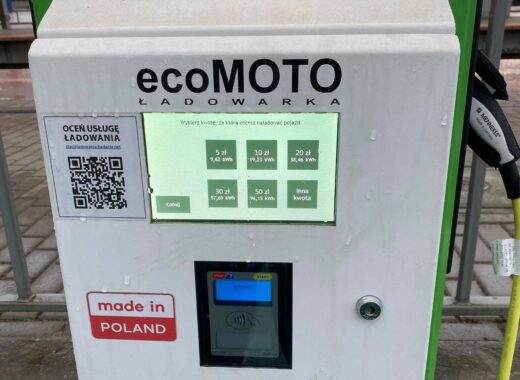 ecoMOTO
ŁADOWARKA
OCEŃ USŁUGĘ
ŁADOWANIA
Wybierz kwotę, za którą chcesz naładować pojazd
5 zł
9,62 kWh
10 zł
19,23 kWh
20 zł
38,46 kWh
30 zł
57,69 kWh
50 zł
96,15 kWh
Inna
kwota
Cofnij
made in
POLAND
START
MENNEKES